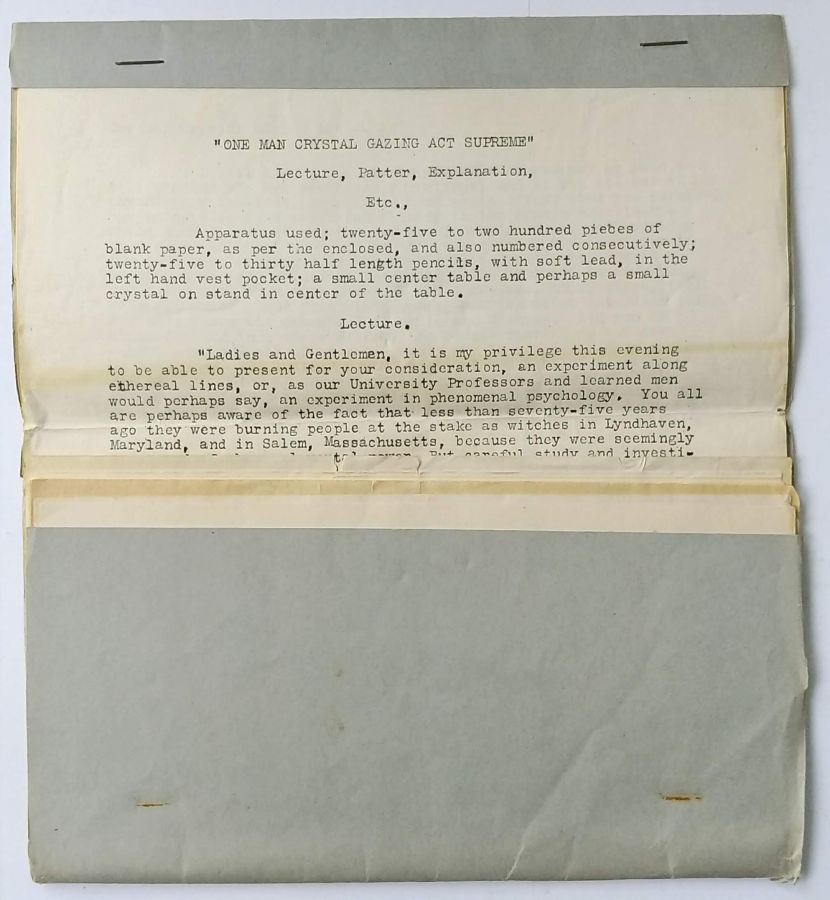 "ONE MAN CRYSTAL GAZING ACT SUPREME"
Lecture, Patter, Explanation,
Etc.,
Apparatus used; twenty-five to two hundred piebes of
blank paper, as per the enclosed, and also numbered consecutively;
twenty-five to thirty half length pencils, with soft lead, in the
left hand vest pocket; a small center table and perhaps a small
crystal on stand in center of the table.
Lecture.
"Ladies and Gentlemen, it is my privilege this evening
to be able to present for your consideration, an experiment along
ethereal lines, or, as our University Professors and learned men
would perhaps say, an experiment in phenomenal psychology. You all
are perhaps aware of the fact that less than seventy-five years
ago they were burning people at the stake as witches in Lyndhaven,
Maryland, and in Salem, Massachusetts, because they were seemingly
power. But careful study and investi-